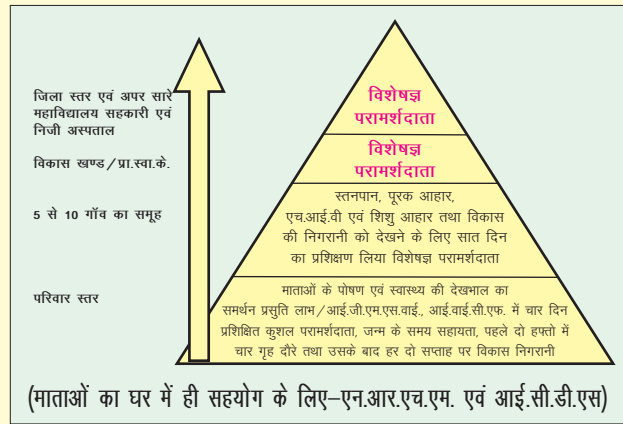 जिला स्तर एवं अपर सारे
महाविद्यालय सहकारी एवं
निजी अस्पताल
विकास खण्ड/प्रा.स्वा.के.
5 से 10 गॉव का समूह
परिवार स्तर
विशेषज्ञ
परामर्शदाता
विशेषज्ञ
परामर्शदाता
स्तनपान, पूरक आहार,
एच.आई.वी एवं शिशु आहार तथा विकास
की निगरानी को देखने के लिए सात दिन
का प्रशिक्षण लिया विशेषज्ञ परामर्शदाता
माताओं के पोषण एवं स्वास्थ्य की देखभाल का
समर्थन प्रसुति लाभ/आई.जी.एम.एस.वाई., आई.वाई.सी.एफ. में चार दिन
प्रशिक्षित कुशल परामर्शदाता, जन्म के समय सहायता, पहले दो हफ्तो में
चार गृह दौरे तथा उसके बाद हर दो सप्ताह पर विकास निगरानी
(माताओं का घर में ही सहयोग के लिए–एन.आर.एच.एम. एवं आई.सी.डी.एस)